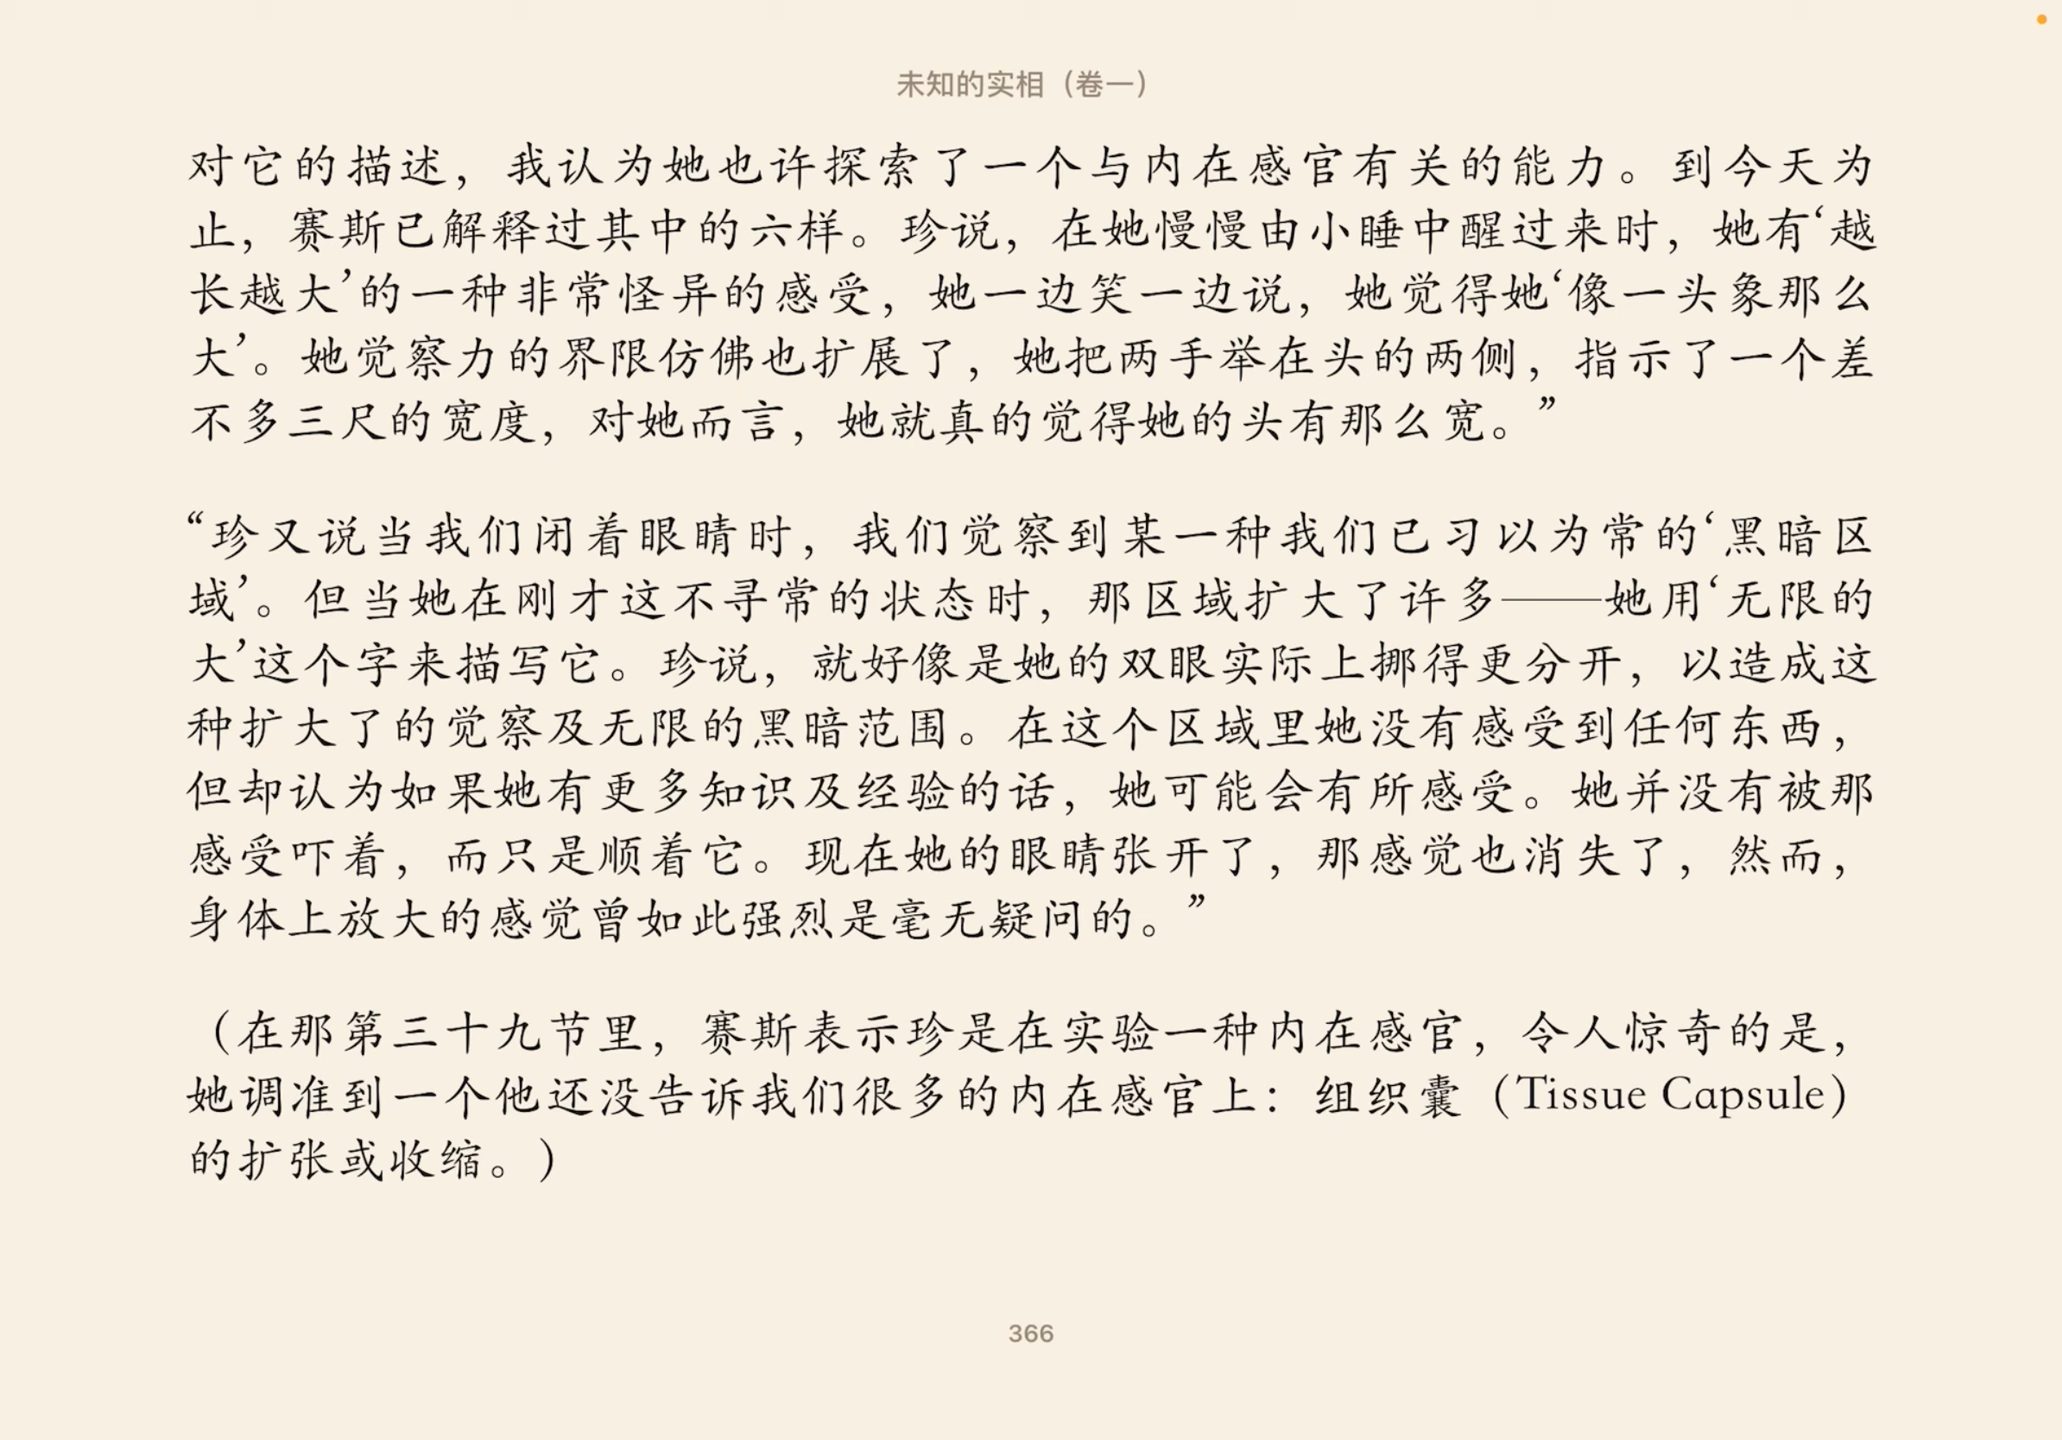 未知的实相（卷一）
对它的描述，我认为她也许探索了一个与内在感官有关的能力。到今天为
止，赛斯已解释过其中的六样。珍说，在她慢慢由小睡中醒过来时，她有‘越
长越大’的一种非常怪异的感受，她一边笑一边说，她觉得她‘像一头象那么
大’。她觉察力的界限仿佛也扩展了，她把两手举在头的两侧，指示了一个差
不多三尺的宽度，对她而言，她就真的觉得她的头有那么宽。”
“珍又说当我们闭着眼睛时，我们觉察到某一种我们已习以为常的‘黑暗区
域’。但当她在刚才这不寻常的状态时，那区域扩大了许多——她用‘无限的
大’这个字来描写它。珍说，就好像是她的双眼实际上挪得更分开，以造成这
种扩大了的觉察及无限的黑暗范围。在这个区域里她没有感受到任何东西，
但却认为如果她有更多知识及经验的话，她可能会有所感受。她并没有被那
感受吓着，而只是顺着它。现在她的眼睛张开了，那感觉也消失了，然而，
身体上放大的感觉曾如此强烈是毫无疑问的。”
（在那第三十九节里，赛斯表示珍是在实验一种内在感官，令人惊奇的是，
她调准到一个他还没告诉我们很多的内在感官上：组织囊（Tissue Capsule）
的扩张或收缩。）
366